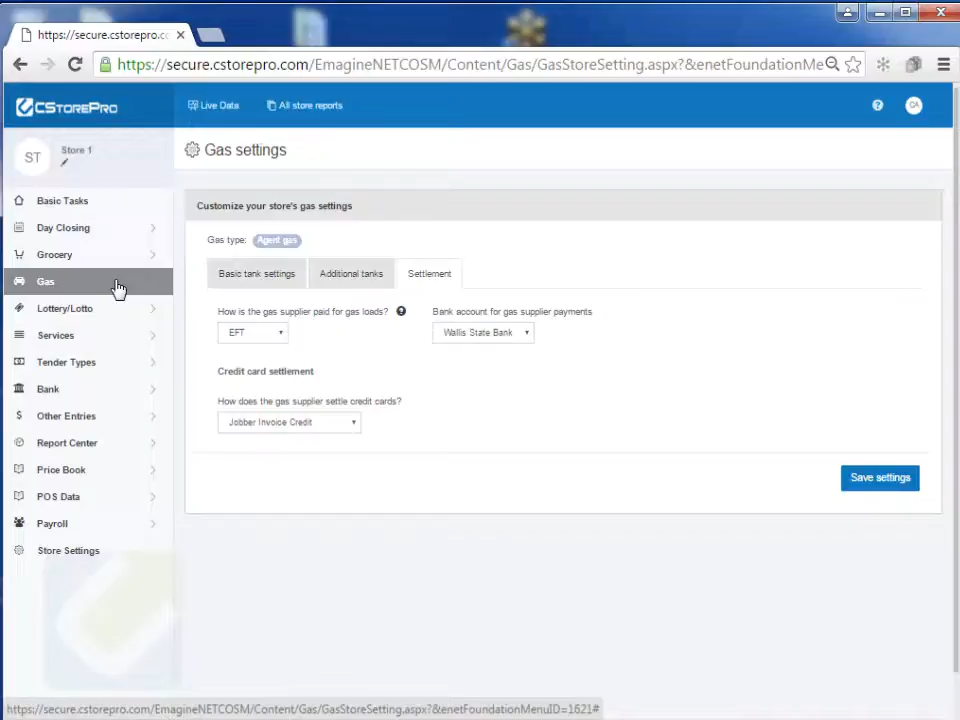 https://secure.cstorepro.co
https://secure.cstorepro.com/EmagineNETCOSM/Content/Gas/GasStoreSetting.aspx?&enetFoundationMe
CStorePro
Live Data
All store reports
?
CA
ST
Store 1
Gas settings
Basic Tasks
Day Closing
Grocery
Gas
Lottery/Lotto
Services
Tender Types
Bank
Other Entries
Report Center
Price Book
POS Data
Payroll
Store Settings
Customize your store's gas settings
Gas type: Agent gas
Basic tank settings
Additional tanks
Settlement
How is the gas supplier paid for gas loads? ?
Bank account for gas supplier payments
EFT
Wallis State Bank
Credit card settlement
How does the gas supplier settle credit cards?
Jobber Invoice Credit
Save settings
https://secure.cstorepro.com/EmagineNETCOSM/Content/Gas/GasStoreSetting.aspx?&enetFoundationMenuID=1621#